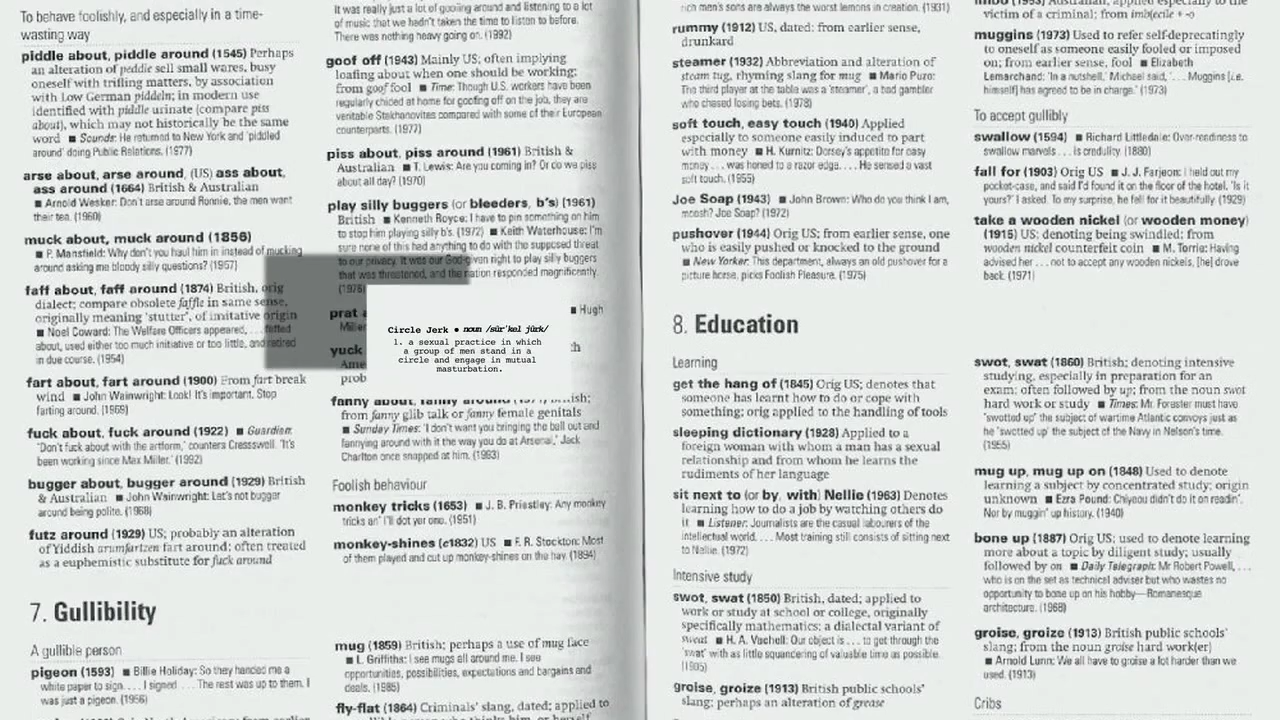 To behave foolishly, and especially in a time-
wasting way
piddle about, piddle around (1545) Perhaps
an alteration of peddle sell small wares, busy
oneself with trifling matters, by association
with Low German piddeln; in modern use
identified with piddle urinate (compare piss
about), which may not historically be the same
word ■ Sounds: He returned to New York and 'piddled
around' doing Public Relations. (1977)
arse about, arse around, (US) ass about,
ass around (1664) British & Australian
■ Arnold Wesker: Don't arse around Ronnie, the men want
their tea. (1960)
muck about, muck around (1856)
■ P. Mansfield: Why don't you haul him in instead of mucking
around asking me bloody silly questions? (1957)
faff about, faff around (1874) British, orig
dialect; compare obsolete faffle in same sense,
originally meaning 'stutter', of imitative origin
■ Noel Coward: The Welfare Officers appeared, . . . faffed
about, used either too much initiative or too little, and retired
in due course. (1954)
fart about, fart around (1900) From fart break
wind ■ John Wainwright: Look! It's important. Stop
farting around. (1969)
fuck about, fuck around (1922) ■ Guardian:
'Don't fuck about with the artform,' counters Cresswell. 'It's
been working since Max Miller.' (1992)
bugger about, bugger around (1929) British
& Australian ■ John Wainwright: Let's not bugger
around being polite. (1968)
futz around (1929) US; probably an alteration
of Yiddish arumfartzen fart around; often treated
as a euphemistic substitute for fuck around
7. Gullibility
A gullible person
pigeon (1593) ■ Billie Holiday: So they handed me a
white paper to sign. . . . I signed . . . The rest was up to them. I
was just a pigeon. (1956)
It was really just a lot of goofing around and listening to a lot
of music that we hadn't taken the time to listen to before.
There was nothing heavy going on. (1992)
goof off (1943) Mainly US; often implying
loafing about when one should be working;
from goof fool ■ Time: Though U.S. workers have been
regularly chided at home for goofing off on the job, they are
veritable Stakhanovites compared with some of their European
counterparts. (1977)
piss about, piss around (1961) British &
Australian ■ T. Lewis: Are you coming in? Or do we piss
about all day? (1970)
play silly buggers (or bleeders, b's) (1961)
British ■ Kenneth Royce: I have to pin something on him
to stop him playing silly b's. (1972) ■ Keith Waterhouse: I'm
sure none of this had anything to do with the supposed threat
to our privacy. It was our God-given right to play silly buggers
that was threatened, and the nation responded magnificently.
(1978)
prat
■ Hugh
yuck
prob
Circle Jerk • noun /sûr'kel jûrk/
1. a sexual practice in which
a group of men stand in a
circle and engage in mutual
masturbation.
fanny about, fanny around British;
from fanny glib talk or fanny female genitals
■ Sunday Times: 'I don't want you bringing the ball out and
fannying around with it the way you do at Arsenal,' Jack
Charlton once snapped at him. (1983)
Foolish behaviour
monkey tricks (1653) ■ J. B. Priestley: Any monkey
tricks an' I'll dot yer one. (1951)
monkey-shines (c1832) US ■ F. R. Stockton: Most
of them played and cut up monkey-shines on the hay. (1894)
mug (1859) British; perhaps a use of mug face
■ L. Griffiths: I see mugs all around me. I see
opportunities, possibilities, expectations and bargains and
deals. (1985)
fly-flat (1864) Criminals' slang, dated; applied to
rich men's sons are always the worst lemons in creation. (1931)
rummy (1912) US, dated; from earlier sense,
drunkard
steamer (1932) Abbreviation and alteration of
steam tug, rhyming slang for mug ■ Mario Puzo:
The third player at the table was a 'steamer', a bad gambler
who chased losing bets. (1978)
soft touch, easy touch (1940) Applied
especially to someone easily induced to part
with money ■ H. Kurnitz: Dorsey's appetite for easy
money . . . was honed to a razor edge. . . . He sensed a vast
soft touch. (1955)
Joe Soap (1943) ■ John Brown: Who do you think I am,
moosh? Joe Soap? (1972)
pushover (1944) Orig US; from earlier sense, one
who is easily pushed or knocked to the ground
■ New Yorker: This department, always an old pushover for a
picture horse, picks Foolish Pleasure. (1975)
victim of a criminal; from imb(ecile + -o
muggins (1973) Used to refer self-deprecatingly
to oneself as someone easily fooled or imposed
on; from earlier sense, fool ■ Elizabeth
Lemarchand: 'In a nutshell,' Michael said, '. . . Muggins [i.e.
himself] has agreed to be in charge.' (1973)
To accept gullibly
swallow (1594) ■ Richard Littledale: Over-readiness to
swallow marvels . . . is credulity (1880)
fall for (1903) Orig US ■ J. J. Farjeon: I held out my
pocket-case, and said I'd found it on the floor of the hotel. 'Is it
yours?' I asked. To my surprise, he fell for it beautifully. (1929)
take a wooden nickel (or wooden money)
(1915) US; denoting being swindled; from
wooden nickel counterfeit coin ■ M. Torrie: Having
advised her . . . not to accept any wooden nickels, [he] drove
back. (1971)
8. Education
Learning
get the hang of (1845) Orig US; denotes that
someone has learnt how to do or cope with
something; orig applied to the handling of tools
sleeping dictionary (1928) Applied to a
foreign woman with whom a man has a sexual
relationship and from whom he learns the
rudiments of her language
sit next to (or by, with) Nellie (1963) Denotes
learning how to do a job by watching others do
it ■ Listener: Journalists are the casual labourers of the
intellectual world. . . . Most training still consists of sitting next
to Nellie. (1972)
Intensive study
swot, swat (1850) British, dated; applied to
work or study at school or college, originally
specifically mathematics; a dialectal variant of
sweat ■ H. A. Vachell: Our object is . . . to get through the
'swat' with as little squandering of valuable time as possible.
(1905)
groise, groize (1913) British public schools'
slang; perhaps an alteration of grease
swot, swat (1860) British; denoting intensive
studying, especially in preparation for an
exam; often followed by up; from the noun swot
hard work or study ■ Times: Mr. Forester must have
'swotted up' the subject of wartime Atlantic convoys just as
he 'swotted up' the subject of the Navy in Nelson's time.
(1955)
mug up, mug up on (1848) Used to denote
learning a subject by concentrated study; origin
unknown ■ Ezra Pound: Chiyeou didn't do it on readin'.
Nor by muggin' up history. (1940)
bone up (1887) Orig US; used to denote learning
more about a topic by diligent study; usually
followed by on ■ Daily Telegraph: Mr Robert Powell, . . .
who is on the set as technical adviser but who wastes no
opportunity to bone up on his hobby—Romanesque
architecture. (1968)
groise, groize (1913) British public schools'
slang; from the noun groise hard work(er)
■ Arnold Lunn: We all have to groise a lot harder than we
used. (1913)
Cribs